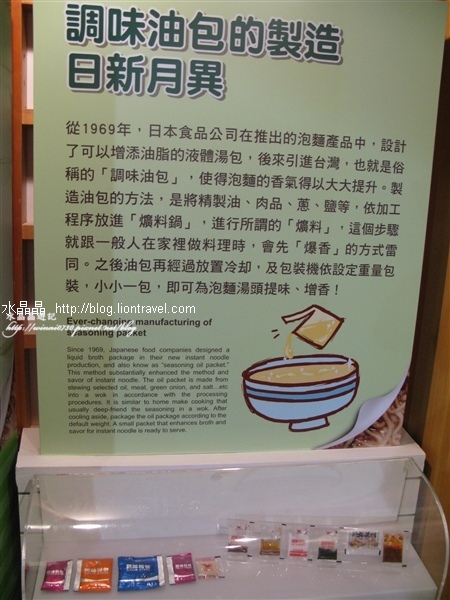 調味油包的製造
日新月異
從1969年，日本食品公司在推出的泡麵產品中，設計
了可以增添油脂的液體湯包，後來引進台灣，也就是俗
稱的「調味油包」，使得泡麵的香氣得以大大提升。製
造油包的方法，是將精製油、肉品、蔥、鹽等，依加工
程序放進「爌料鍋」，進行所謂的「爌料」，這個步驟
就跟一般人在家裡做料理時，會先「爆香」的方式雷
同。之後油包再經過放置冷卻，及包裝機依設定重量包
裝，小小一包，即可為泡麵湯頭提味、增香！
水晶晶 http://blog.liontravel.com
Ever-changing manufacturing of
seasoning packet
Since 1969, Japanese food companies designed a
liquid broth package in their new instant noodle
production, and also know as "seasoning oil packet."
This method substantially enhanced the method and
savor of instant noodle. The oil packet is made from
stewing selected oil, meat, green onion, and salt...etc
into a wok in accordance with the processing
procedures. It is similar to home make cooking that
usually deep-friend the seasoning in a wok. After
cooling aside, package the oil package according to the
default weight. A small packet that enhances broth and
savor for instant noodle is ready to serve.